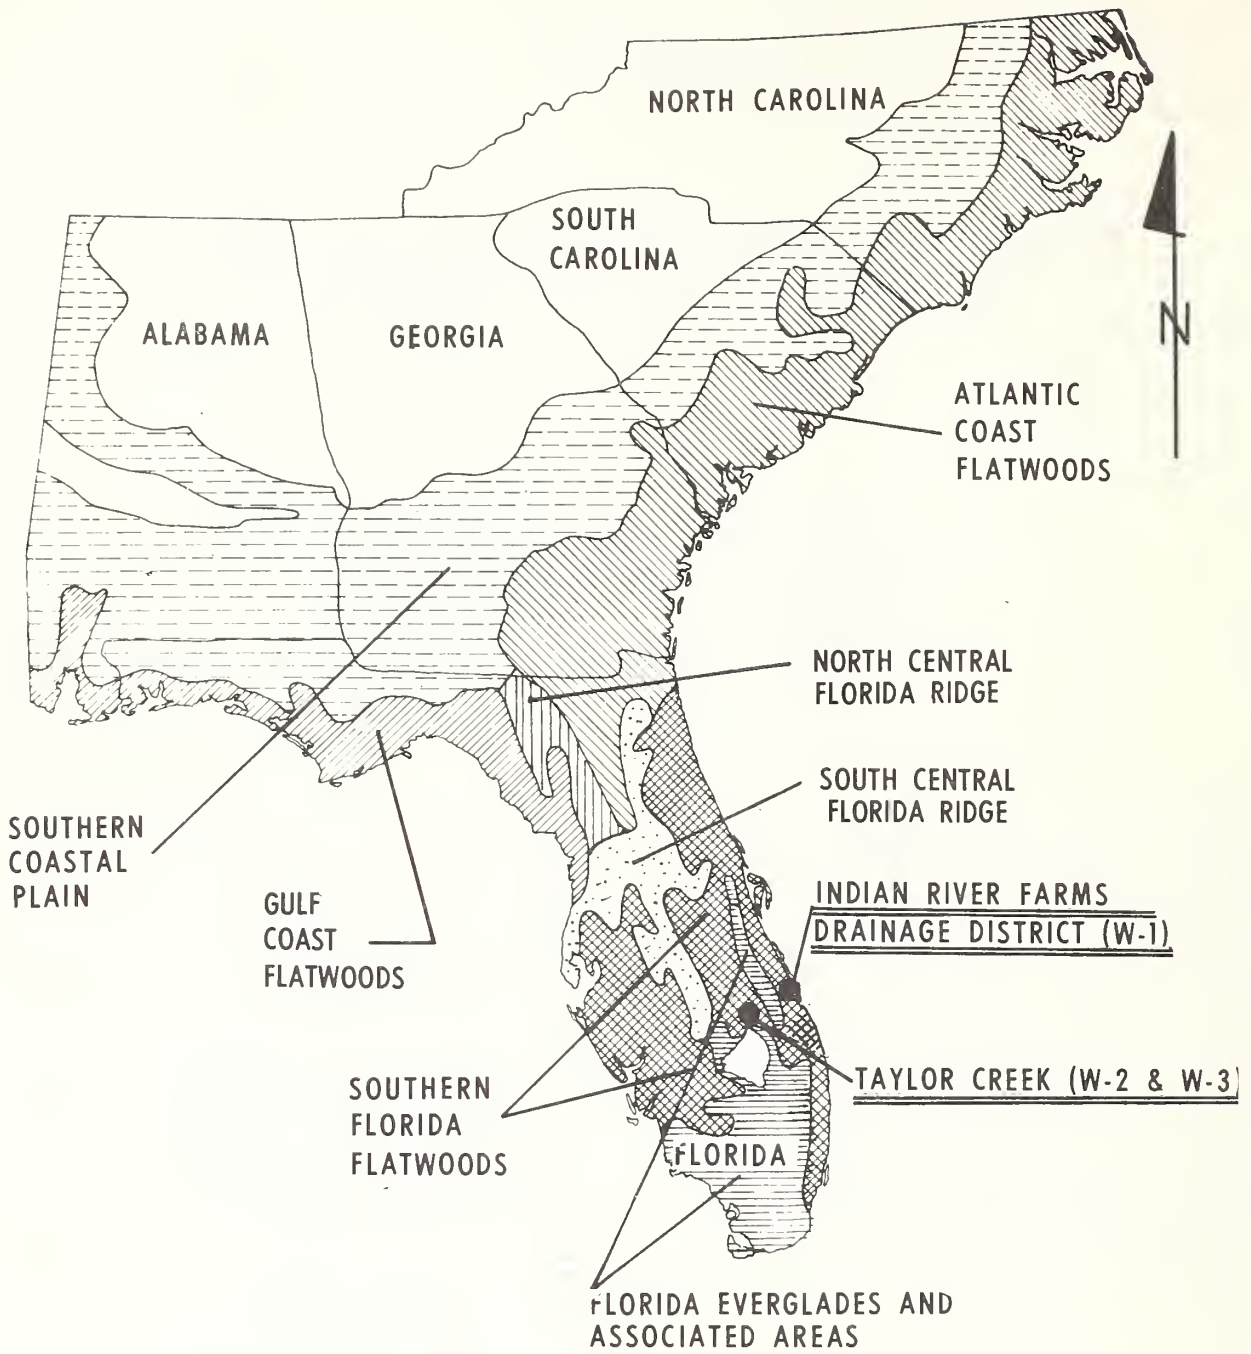 NORTH CAROLINA
SOUTH
CAROLINA
ALABAMA
GEORGIA
N
ATLANTIC
COAST
FLATWOODS
NORTH CENTRAL
FLORIDA RIDGE
SOUTH CENTRAL
FLORIDA RIDGE
SOUTHERN
COASTAL
PLAIN
GULF
COAST
FLATWOODS
INDIAN RIVER FARMS
DRAINAGE DISTRICT (W-1)
TAYLOR CREEK (W-2 & W-3)
SOUTHERN
FLORIDA
FLATWOODS
FLORIDA
FLORIDA EVERGLADES AND
ASSOCIATED AREAS